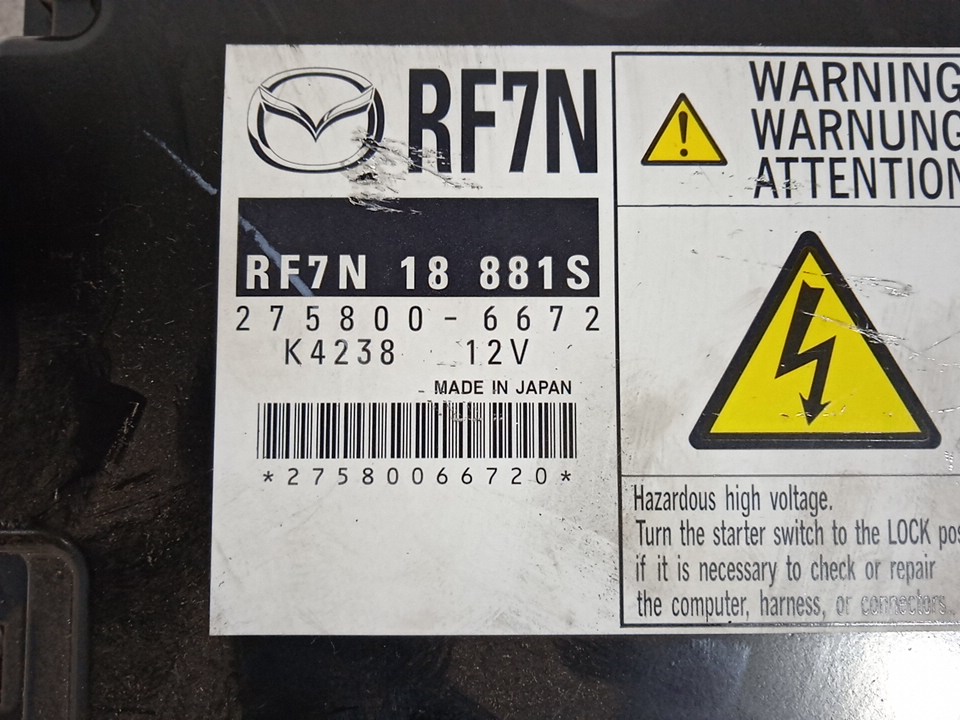 RF7N
RF7N 18 881S
275800-6672
K4238 12V
MADE IN JAPAN
*27580066720*
WARNING
WARNUNG
ATTENTION
Hazardous high voltage.
Turn the starter switch to the LOCK pos
if it is necessary to check or repair
the computer, harness, or connectors.